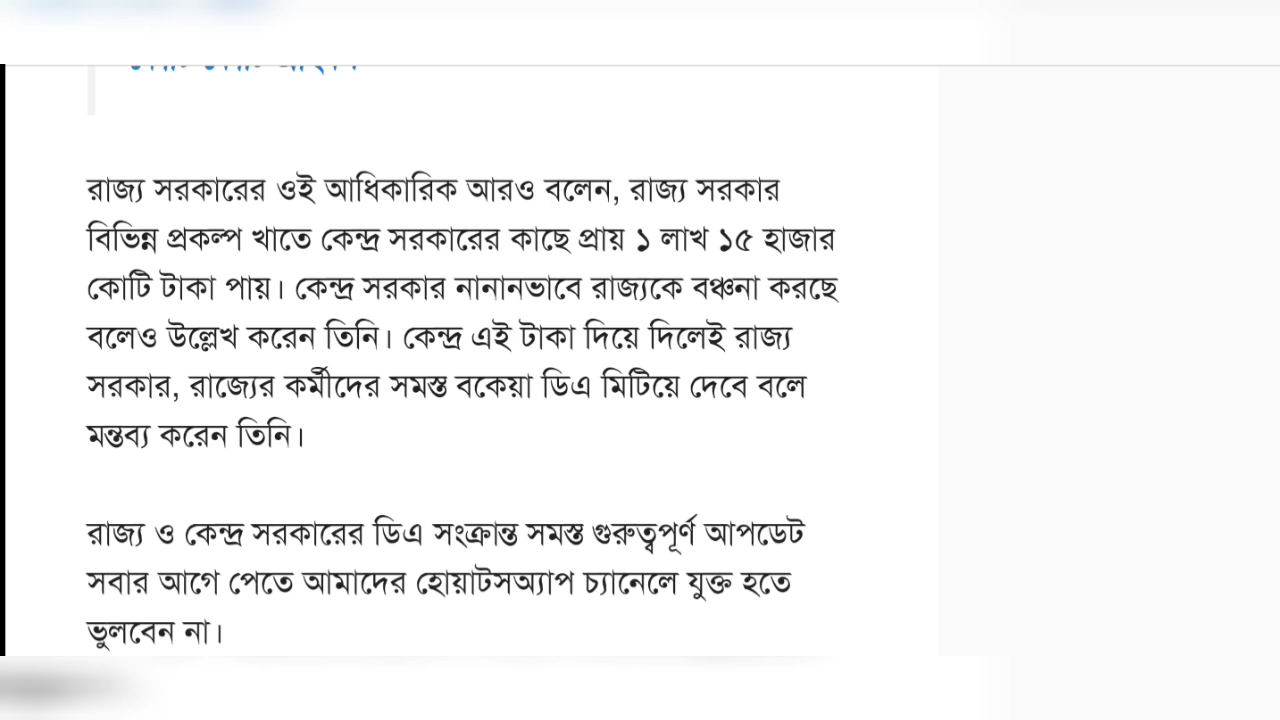 রাজ্য সরকারের ওই আধিকারিক আরও বলেন, রাজ্য সরকার
বিভিন্ন প্রকল্প খাতে কেন্দ্র সরকারের কাছে প্রায় ১ লাখ ১৫ হাজার
কোটি টাকা পায়। কেন্দ্র সরকার নানানভাবে রাজ্যকে বঞ্চনা করছে
বলেও উল্লেখ করেন তিনি। কেন্দ্র এই টাকা দিয়ে দিলেই রাজ্য
সরকার, রাজ্যের কর্মীদের সমস্ত বকেয়া ডিএ মিটিয়ে দেবে বলে
মন্তব্য করেন তিনি।
রাজ্য ও কেন্দ্র সরকারের ডিএ সংক্রান্ত সমস্ত গুরুত্বপূর্ণ আপডেট
সবার আগে পেতে আমাদের হোয়াটসঅ্যাপ চ্যানেলে যুক্ত হতে
ভুলবেন না।